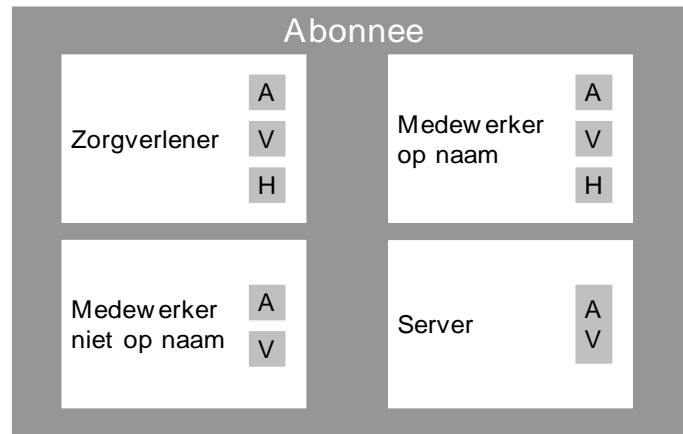 Abonnee
Zorgverlener
A
V
H
Medewerker
op naam
A
V
H
Medewerker
niet op naam
A
V
Server
A
V